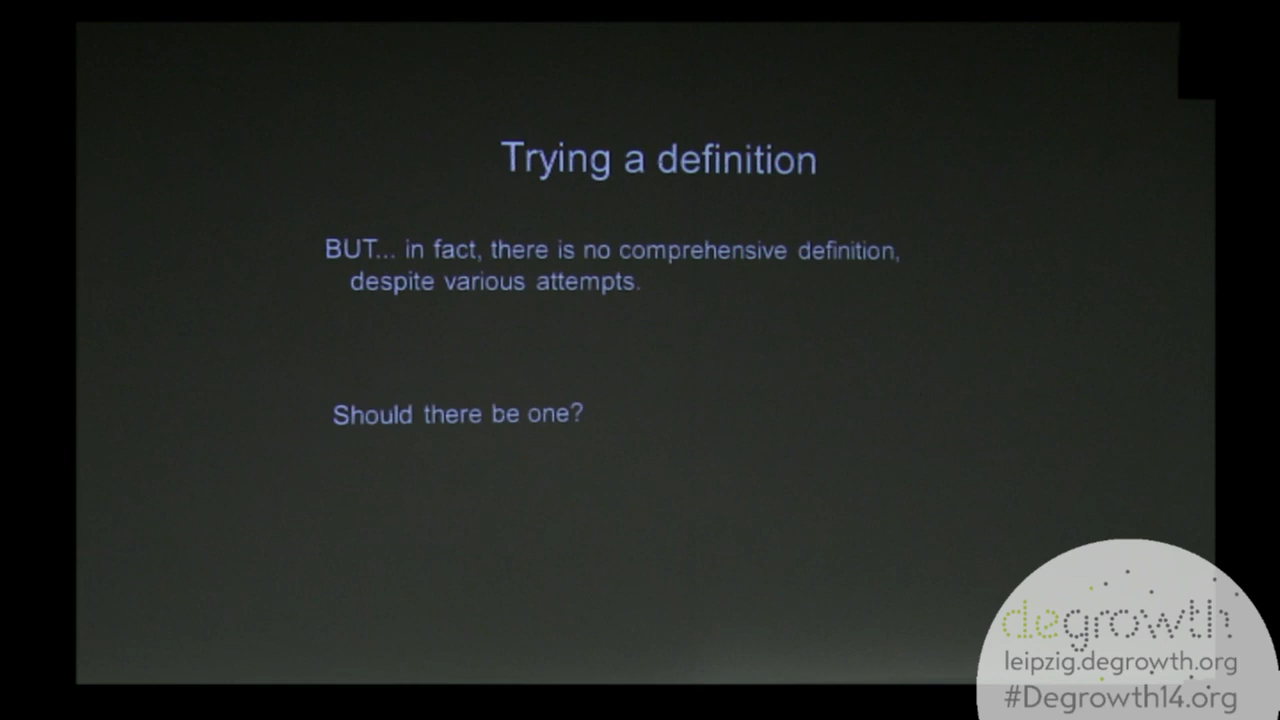 Trying a definition
BUT... in fact, there is no comprehensive definition,
despite various attempts.
Should there be one?
degrowth
leipzig.degrowth.org
#Degrowth14.org